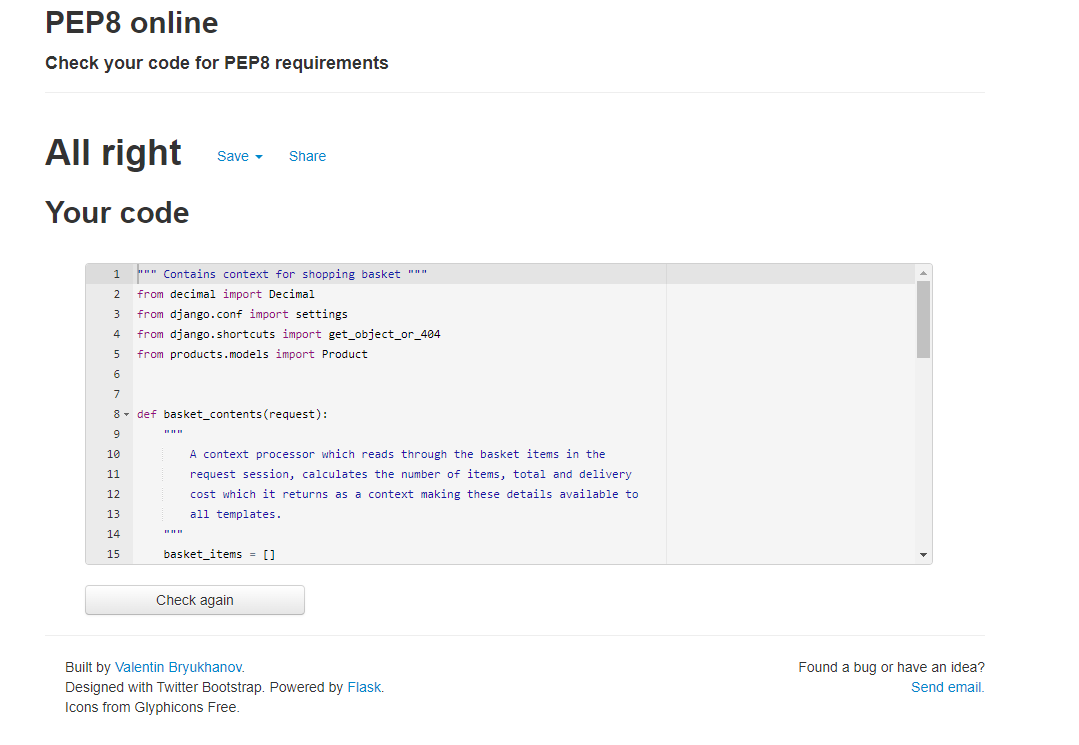 PEP8 online
Check your code for PEP8 requirements
All right Save Share
Your code
1 """ Contains context for shopping basket """
2 from decimal import Decimal
3 from django.conf import settings
4 from django.shortcuts import get_object_or_404
5 from products.models import Product
6
7
8 def basket_contents(request):
9     """
10         A context processor which reads through the basket items in the
11         request session, calculates the number of items, total and delivery
12         cost which it returns as a context making these details available to
13         all templates.
14     """
15     basket_items = []
Check again
Built by Valentin Bryukhanov.
Designed with Twitter Bootstrap. Powered by Flask.
Icons from Glyphicons Free.
Found a bug or have an idea?
Send email.